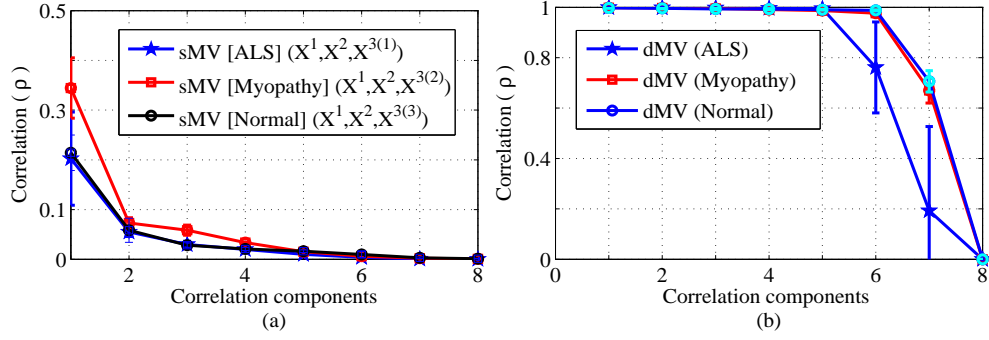 0.5
0.3
0.1
0
Correlation ( ρ )
sMV [ALS] (X¹,X²,X³⁽¹⁾)
sMV [Myopathy] (X¹,X²,X³⁽²⁾)
sMV [Normal] (X¹,X²,X³⁽³⁾)
2 4 6 8
Correlation components
(a)
1
0.8
0.4
0
Correlation ( ρ )
dMV (ALS)
dMV (Myopathy)
dMV (Normal)
0 2 4 6 8
Correlation components
(b)